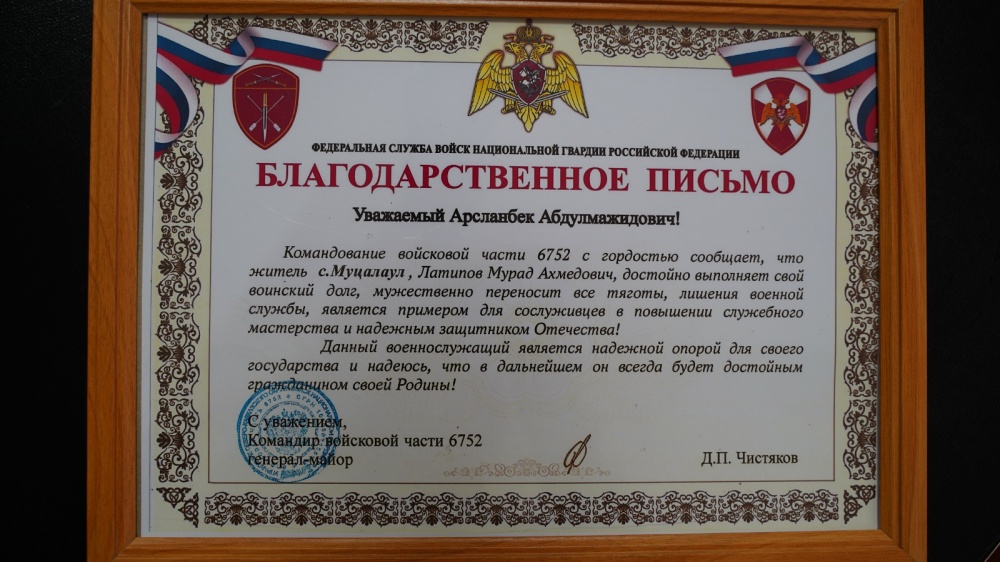 ФЕДЕРАЛЬНАЯ СЛУЖБА ВОЙСК НАЦИОНАЛЬНОЙ ГВАРДИИ РОССИЙСКОЙ ФЕДЕРАЦИИ
БЛАГОДАРСТВЕННОЕ ПИСЬМО
Уважаемый Арсланбек Абдулмажидович!
Командование войсковой части 6752 с гордостью сообщает, что
житель с.Муцалаул , Латипов Мурад Ахмедович, достойно выполняет свой
воинский долг, мужественно переносит все тяготы, лишения военной
службы, является примером для сослуживцев в повышении служебного
мастерства и надежным защитником Отечества!
Данный военнослужащий является надежной опорой для своего
государства и надеюсь, что в дальнейшем он всегда будет достойным
гражданином своей Родины!
С уважением,
Командир войсковой части 6752
генерал-майор
Д.П. Чистяков